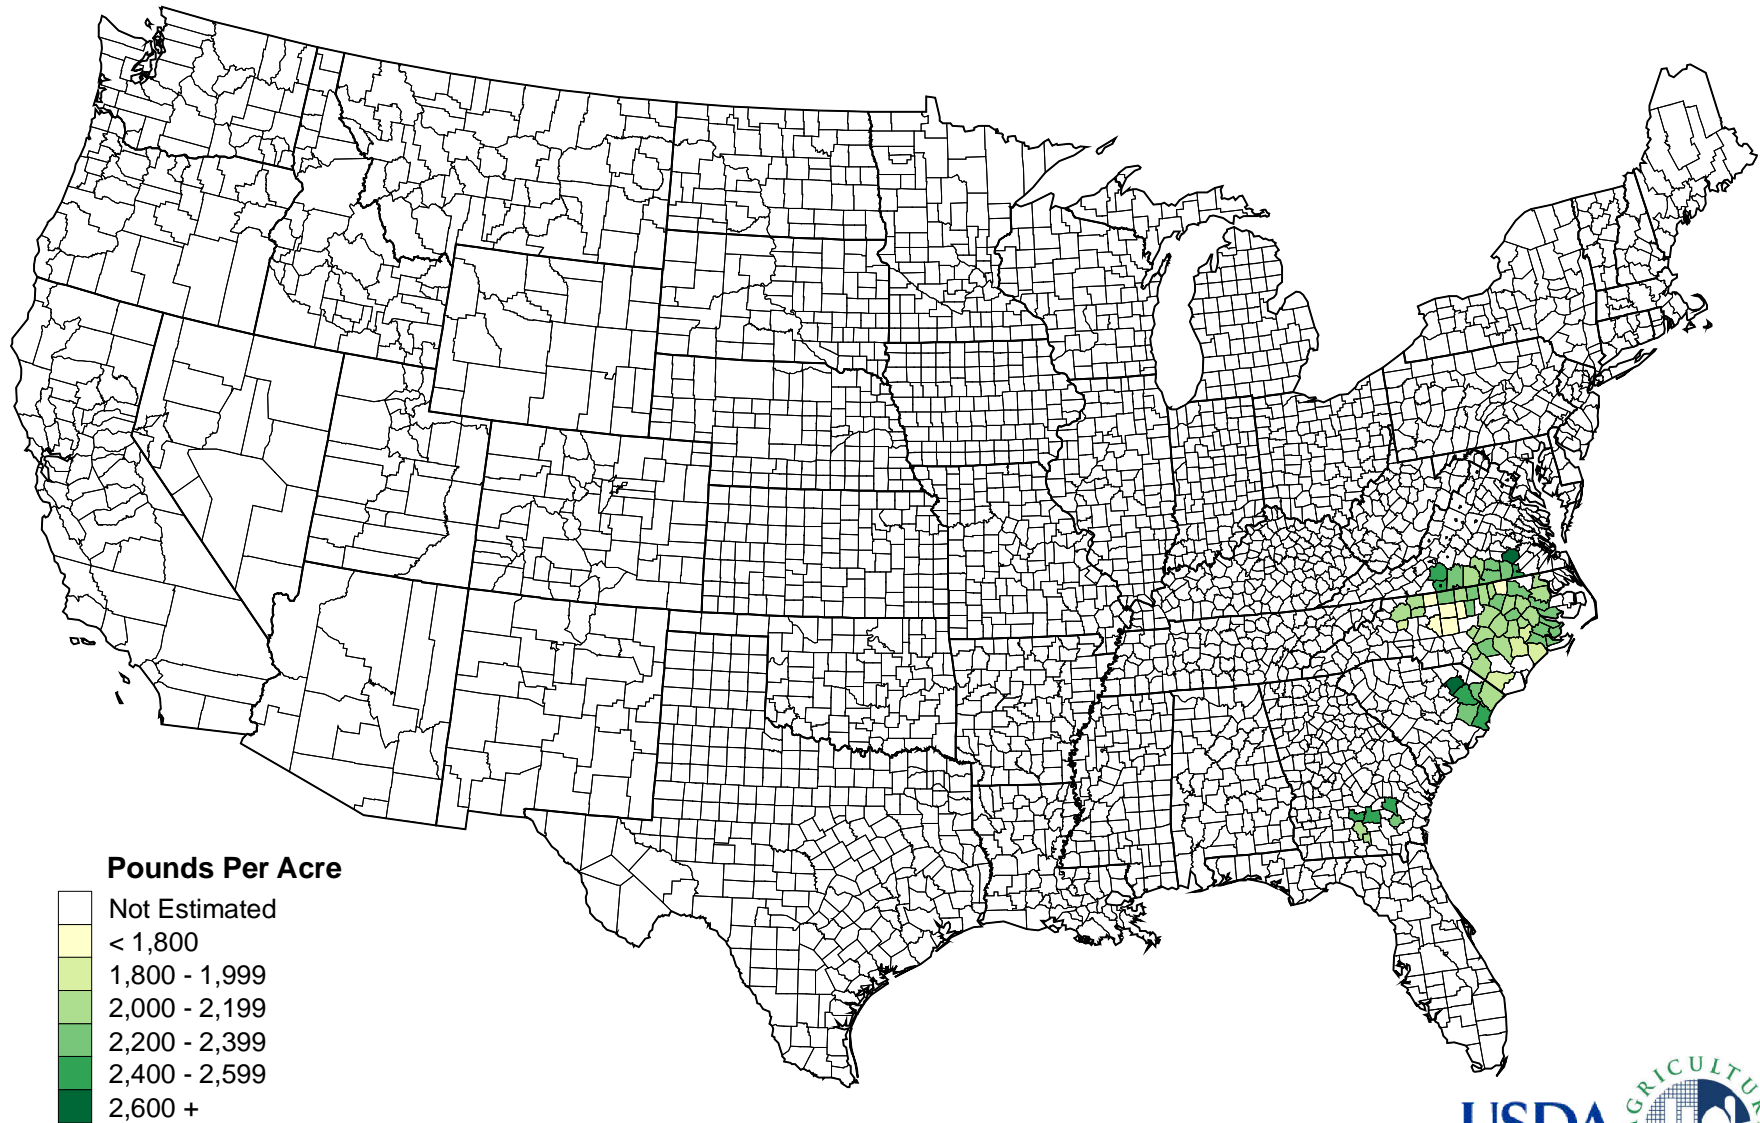 Pounds Per Acre
Not Estimated
< 1,800
1,800 - 1,999
2,000 - 2,199
2,200 - 2,399
2,400 - 2,599
2,600 +
USDA
GRICULTUR